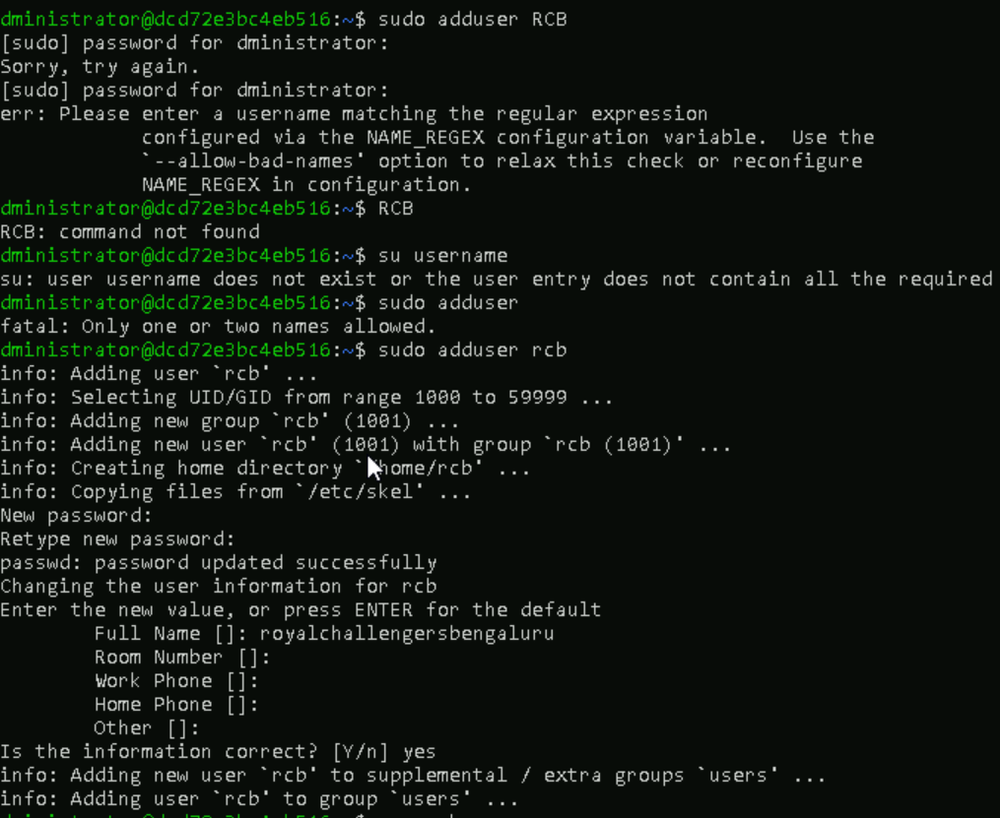 dministrator@dcd72e3bc4eb516:~$ sudo adduser RCB
[sudo] password for dministrator:
Sorry, try again.
[sudo] password for dministrator:
err: Please enter a username matching the regular expression
configured via the NAME_REGEX configuration variable.  Use the
`--allow-bad-names' option to relax this check or reconfigure
NAME_REGEX in configuration.
dministrator@dcd72e3bc4eb516:~$ RCB
RCB: command not found
dministrator@dcd72e3bc4eb516:~$ su username
su: user username does not exist or the user entry does not contain all the required
dministrator@dcd72e3bc4eb516:~$ sudo adduser
fatal: Only one or two names allowed.
dministrator@dcd72e3bc4eb516:~$ sudo adduser rcb
info: Adding user `rcb' ...
info: Selecting UID/GID from range 1000 to 59999 ...
info: Adding new group `rcb' (1001) ...
info: Adding new user `rcb' (1001) with group `rcb (1001)' ...
info: Creating home directory `/home/rcb' ...
info: Copying files from `/etc/skel' ...
New password:
Retype new password:
passwd: password updated successfully
Changing the user information for rcb
Enter the new value, or press ENTER for the default
Full Name []: royalchallengersbengaluru
Room Number []:
Work Phone []:
Home Phone []:
Other []:
Is the information correct? [Y/n] yes
info: Adding new user `rcb' to supplemental / extra groups `users' ...
info: Adding user `rcb' to group `users' ...